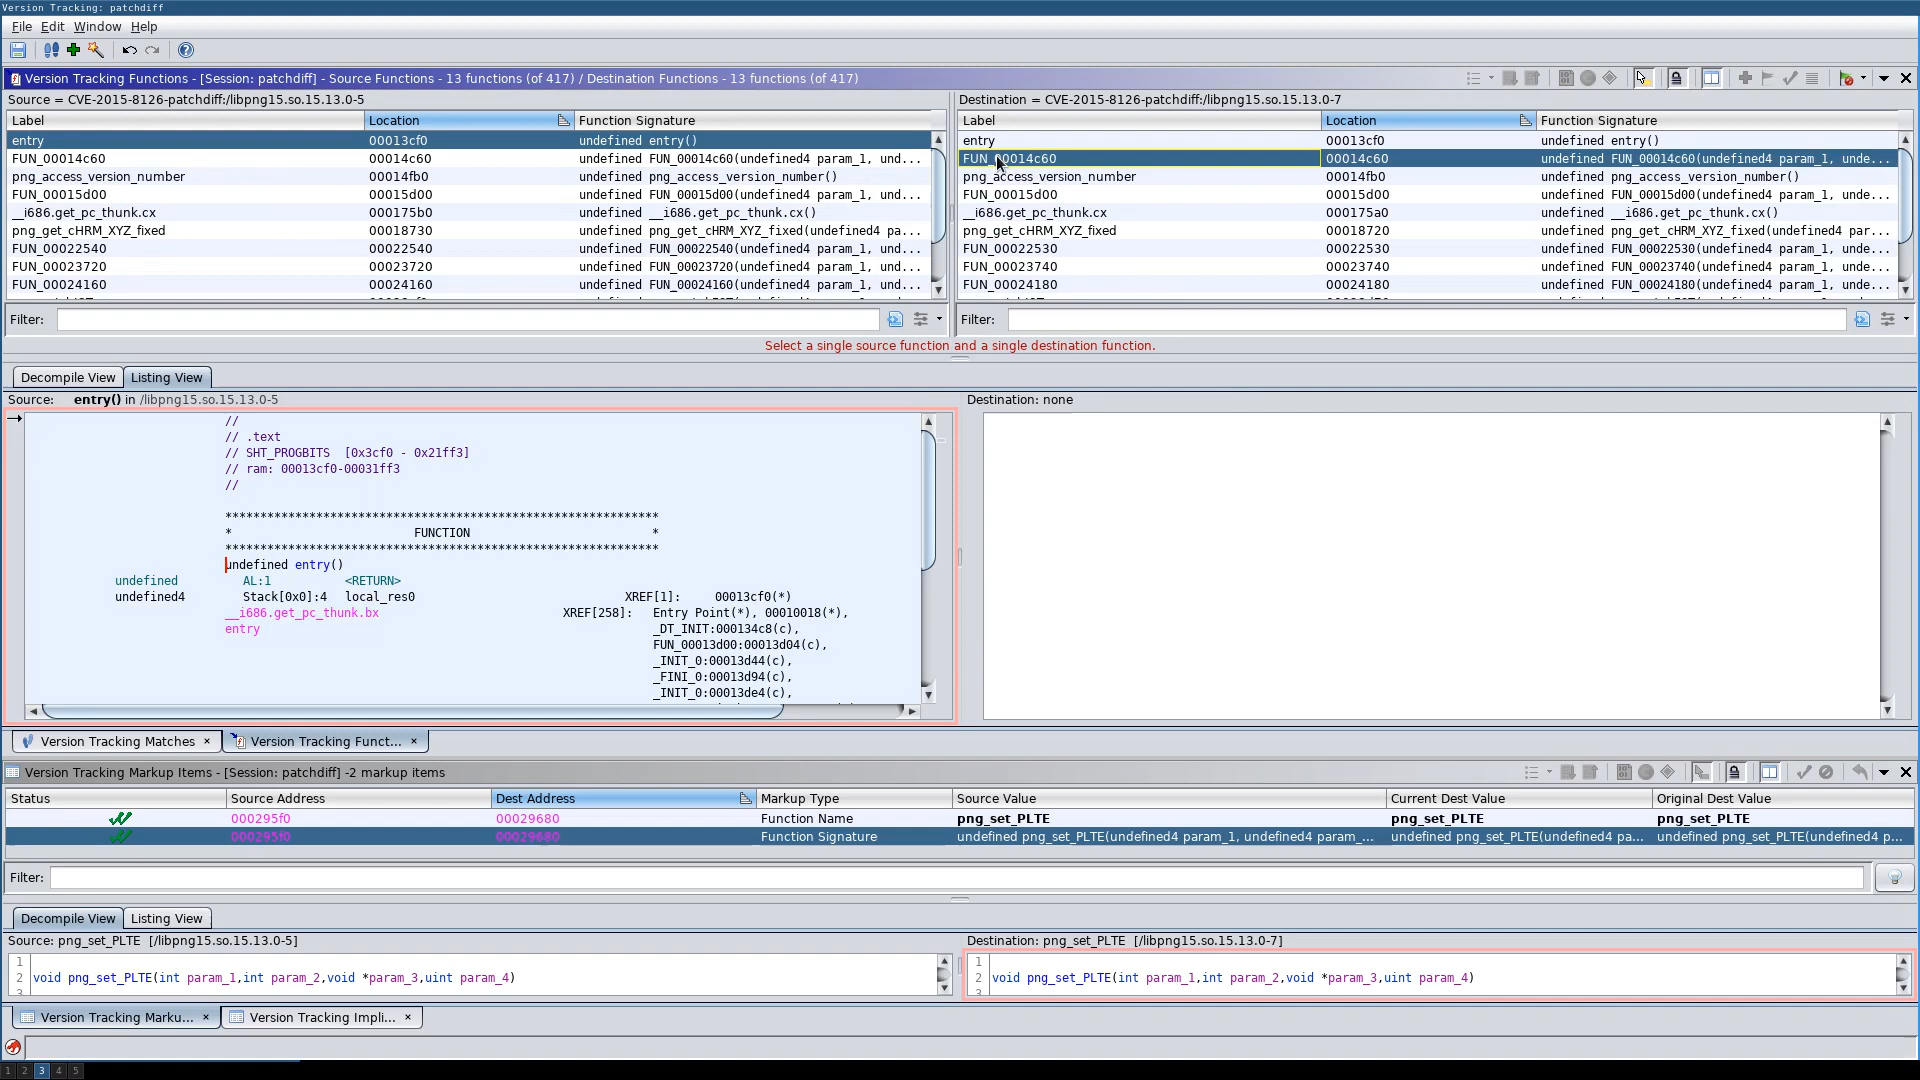 Version Tracking: patchdiff
File Edit Window Help
Version Tracking Functions - [Session: patchdiff] - Source Functions - 13 functions (of 417) / Destination Functions - 13 functions (of 417)
Source = CVE-2015-8126-patchdiff:/libpng15.so.15.13.0-5
Label Location Function Signature
entry 00013cf0 undefined entry()
FUN_00014c60 00014c60 undefined FUN_00014c60(undefined4 param_1, und...
png_access_version_number 00014fb0 undefined png_access_version_number()
FUN_00015d00 00015d00 undefined FUN_00015d00(undefined4 param_1, und...
__i686.get_pc_thunk.cx 000175b0 undefined __i686.get_pc_thunk.cx()
png_get_cHRM_XYZ_fixed 00018730 undefined png_get_cHRM_XYZ_fixed(undefined4 pa...
FUN_00022540 00022540 undefined FUN_00022540(undefined4 param_1, und...
FUN_00023720 00023720 undefined FUN_00023720(undefined4 param_1, und...
FUN_00024160 00024160 undefined FUN_00024160(undefined4 param_1, und...
Filter:
Destination = CVE-2015-8126-patchdiff:/libpng15.so.15.13.0-7
Label Location Function Signature
entry 00013cf0 undefined entry()
FUN_00014c60 00014c60 undefined FUN_00014c60(undefined4 param_1, unde...
png_access_version_number 00014fb0 undefined png_access_version_number()
FUN_00015d00 00015d00 undefined FUN_00015d00(undefined4 param_1, unde...
__i686.get_pc_thunk.cx 000175a0 undefined __i686.get_pc_thunk.cx()
png_get_cHRM_XYZ_fixed 00018720 undefined png_get_cHRM_XYZ_fixed(undefined4 par...
FUN_00022530 00022530 undefined FUN_00022530(undefined4 param_1, unde...
FUN_00023740 00023740 undefined FUN_00023740(undefined4 param_1, unde...
FUN_00024180 00024180 undefined FUN_00024180(undefined4 param_1, unde...
Filter:
Select a single source function and a single destination function.
Decompile View Listing View
Source: entry() in /libpng15.so.15.13.0-5
//
// .text
// SHT_PROGBITS [0x3cf0 - 0x21ff3]
// ram: 00013cf0-00031ff3
//
**************************************************************
* FUNCTION *
**************************************************************
undefined entry()
undefined AL:1 <RETURN>
undefined4 Stack[0x0]:4 local_res0 XREF[1]: 00013cf0(*)
__i686.get_pc_thunk.bx XREF[258]: Entry Point(*), 00010018(*),
entry _DT_INIT:000134c8(c),
FUN_00013d00:00013d04(c),
_INIT_0:00013d44(c),
_FINI_0:00013d94(c),
_INIT_0:00013de4(c),
Destination: none
Version Tracking Matches × Version Tracking Funct... ×
Version Tracking Markup Items - [Session: patchdiff] -2 markup items
Status Source Address Dest Address Markup Type Source Value Current Dest Value Original Dest Value
000295f0 00029680 Function Name png_set_PLTE png_set_PLTE png_set_PLTE
000295f0 00029680 Function Signature undefined png_set_PLTE(undefined4 param_1, undefined4 param_... undefined png_set_PLTE(undefined4 pa... undefined png_set_PLTE(undefined4 p...
Filter:
Decompile View Listing View
Source: png_set_PLTE [/libpng15.so.15.13.0-5]
1
2 void png_set_PLTE(int param_1,int param_2,void *param_3,uint param_4)
3
Destination: png_set_PLTE [/libpng15.so.15.13.0-7]
1
2 void png_set_PLTE(int param_1,int param_2,void *param_3,uint param_4)
3
Version Tracking Marku... × Version Tracking Impli... ×
1 2 3 4 5